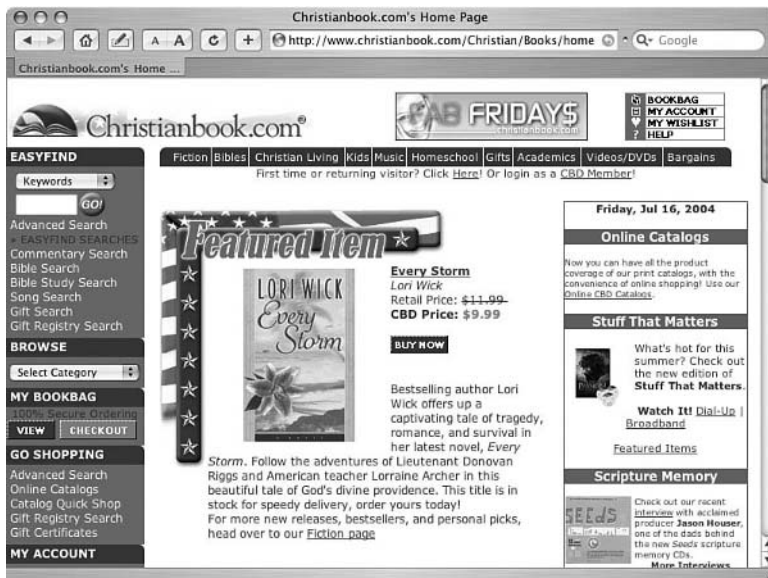 Christianbook.com's Home Page
A A
http://www.christianbook.com/Christian/Books/home
Google
Christianbook.com's Home ...
Christianbook.com®
FAB FRIDAY$
christianbook.com
BOOKBAG
MY ACCOUNT
MY WISHLIST
? HELP
Fiction Bibles Christian Living Kids Music Homeschool Gifts Academics Videos/DVDs Bargains
First time or returning visitor? Click Here! Or login as a CBD Member!
EASYFIND
Keywords
GO!
Advanced Search
» EASYFIND SEARCHES
Commentary Search
Bible Search
Bible Study Search
Song Search
Gift Search
Gift Registry Search
BROWSE
Select Category
MY BOOKBAG
100% Secure Ordering
VIEW CHECKOUT
GO SHOPPING
Advanced Search
Online Catalogs
Catalog Quick Shop
Gift Registry Search
Gift Certificates
MY ACCOUNT
Featured Item
LORI WICK
Every
Storm
Every Storm
Lori Wick
Retail Price: $11.99
CBD Price: $9.99
BUY NOW
Bestselling author Lori
Wick offers up a
captivating tale of tragedy,
romance, and survival in
her latest novel, Every
Storm. Follow the adventures of Lieutenant Donovan
Riggs and American teacher Lorraine Archer in this
beautiful tale of God's divine providence. This title is in
stock for speedy delivery, order yours today!
For more new releases, bestsellers, and personal picks,
head over to our Fiction page
Friday, Jul 16, 2004
Online Catalogs
Now you can have all the product
coverage of our print catalogs, with the
convenience of online shopping! Use our
Online CBD Catalogs.
Stuff That Matters
What's hot for this
summer? Check out
the new edition of
Stuff That Matters.
Watch It! Dial-Up |
Broadband
Featured Items
Scripture Memory
SEEdS
Check out our recent
interview with acclaimed
producer Jason Houser,
one of the dads behind
the new Seeds scripture
memory CDs.
More Interviews